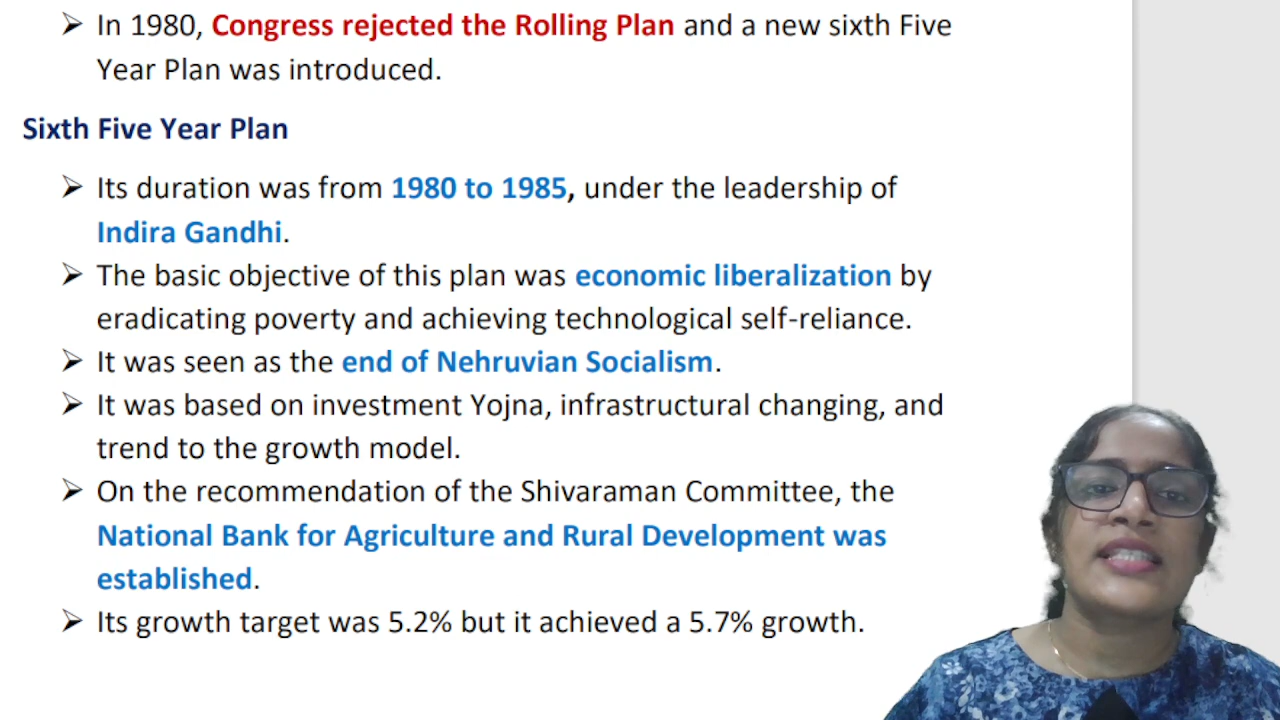 ➢ In 1980, Congress rejected the Rolling Plan and a new sixth Five
Year Plan was introduced.
Sixth Five Year Plan
➢ Its duration was from 1980 to 1985, under the leadership of
Indira Gandhi.
➢ The basic objective of this plan was economic liberalization by
eradicating poverty and achieving technological self-reliance.
➢ It was seen as the end of Nehruvian Socialism.
➢ It was based on investment Yojna, infrastructural changing, and
trend to the growth model.
➢ On the recommendation of the Shivaraman Committee, the
National Bank for Agriculture and Rural Development was
established.
➢ Its growth target was 5.2% but it achieved a 5.7% growth.